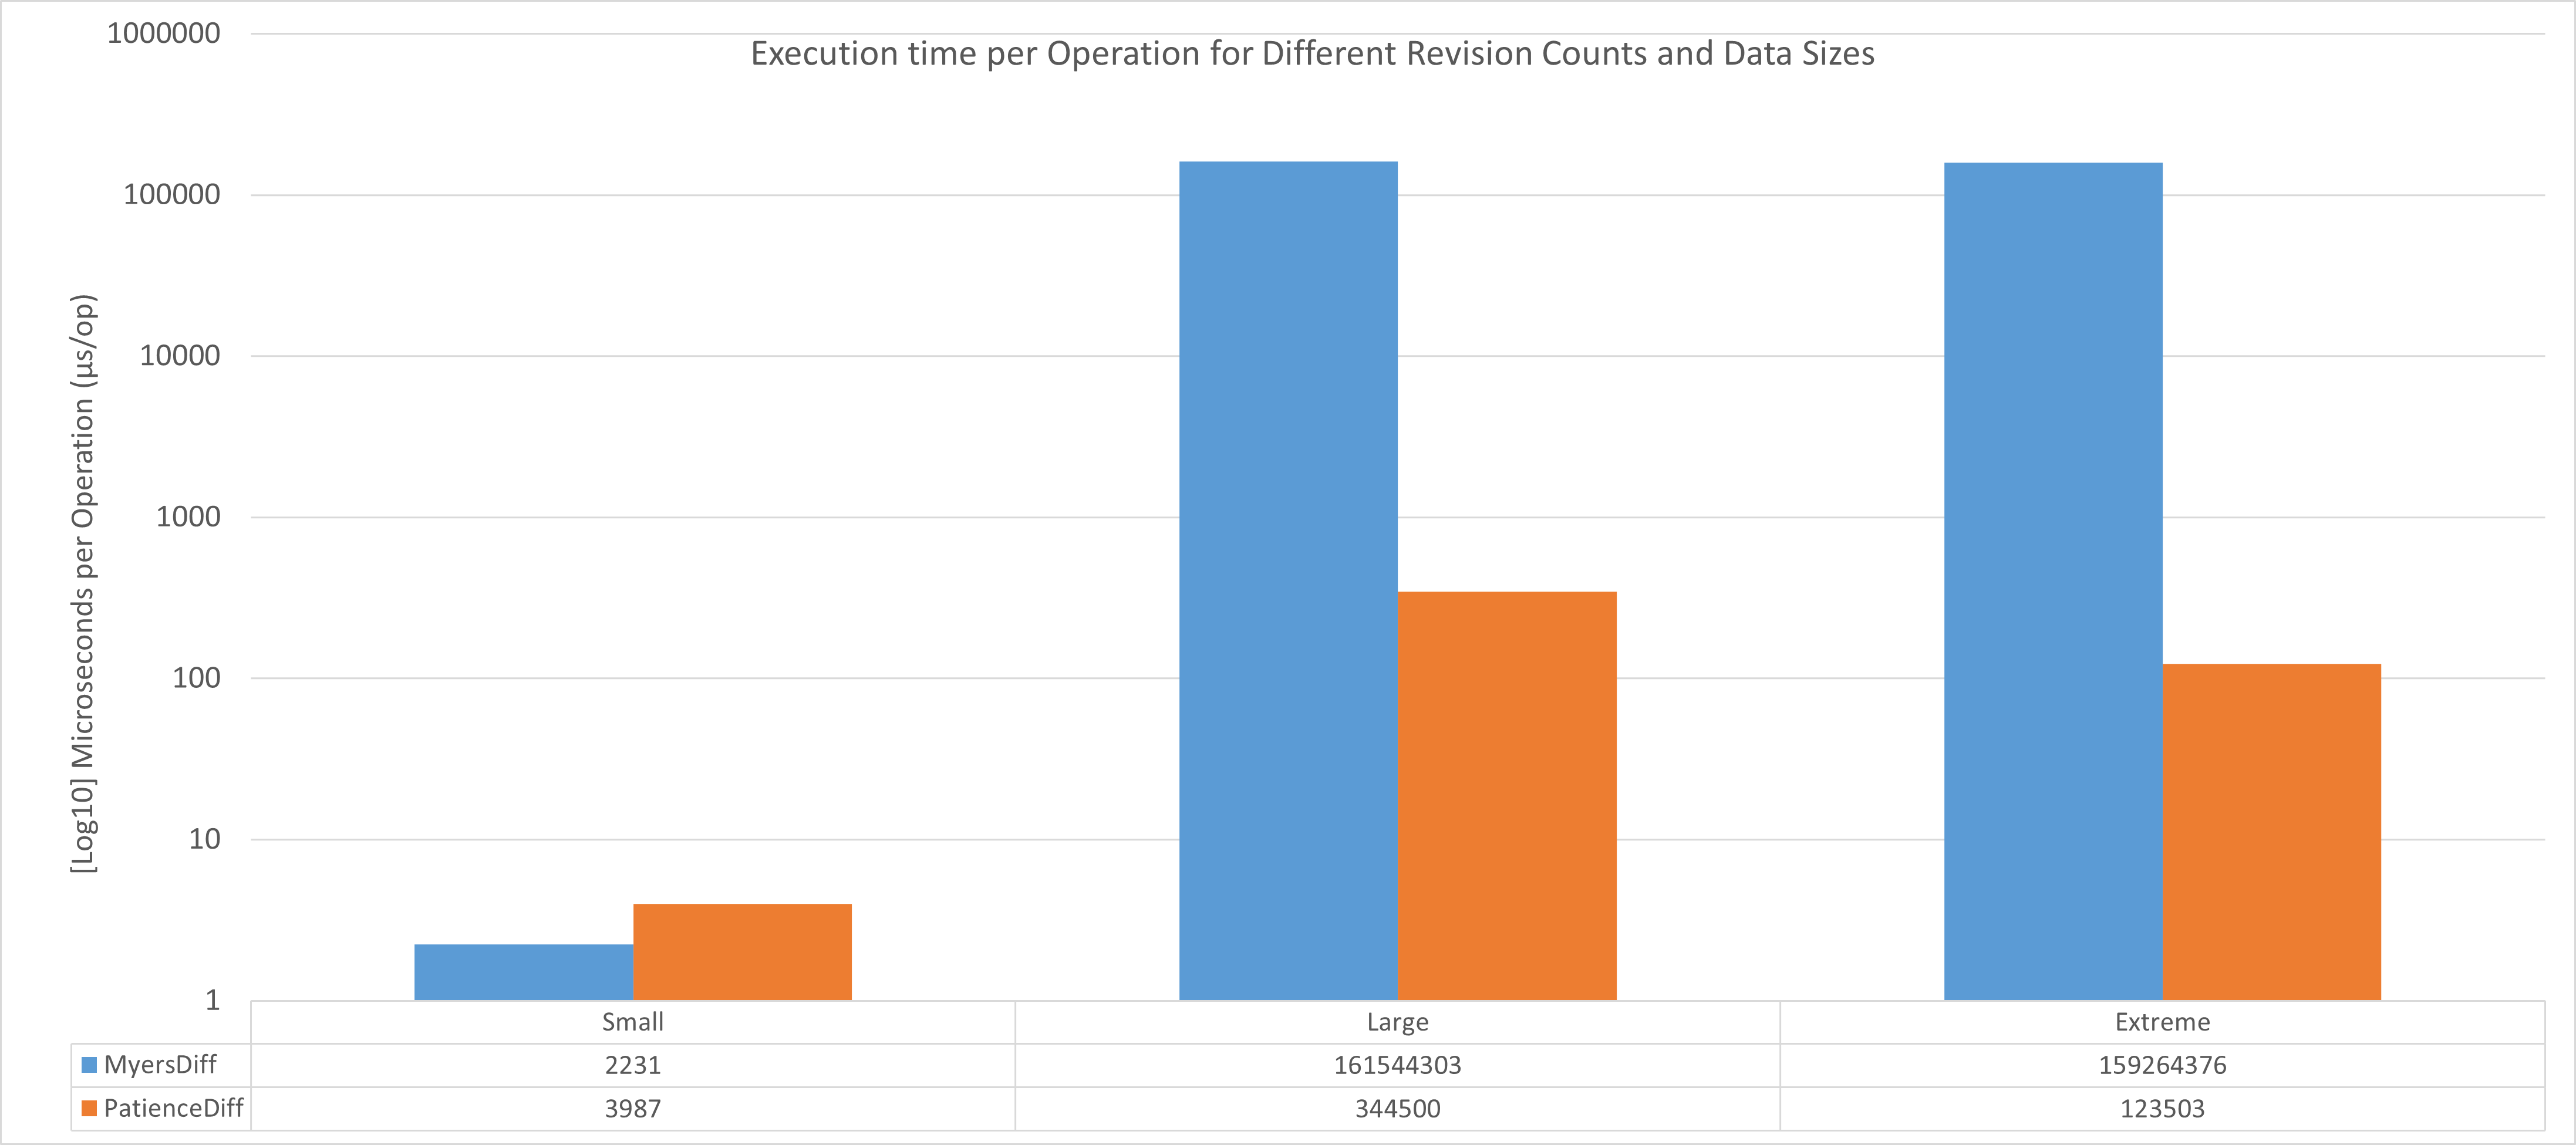 1000000
Execution time per Operation for Different Revision Counts and Data Sizes
100000
10000
1000
100
10
1
[Log10] Microseconds per Operation (µs/op)
Small Large Extreme
MyersDiff 2231 161544303 159264376
PatienceDiff 3987 344500 123503